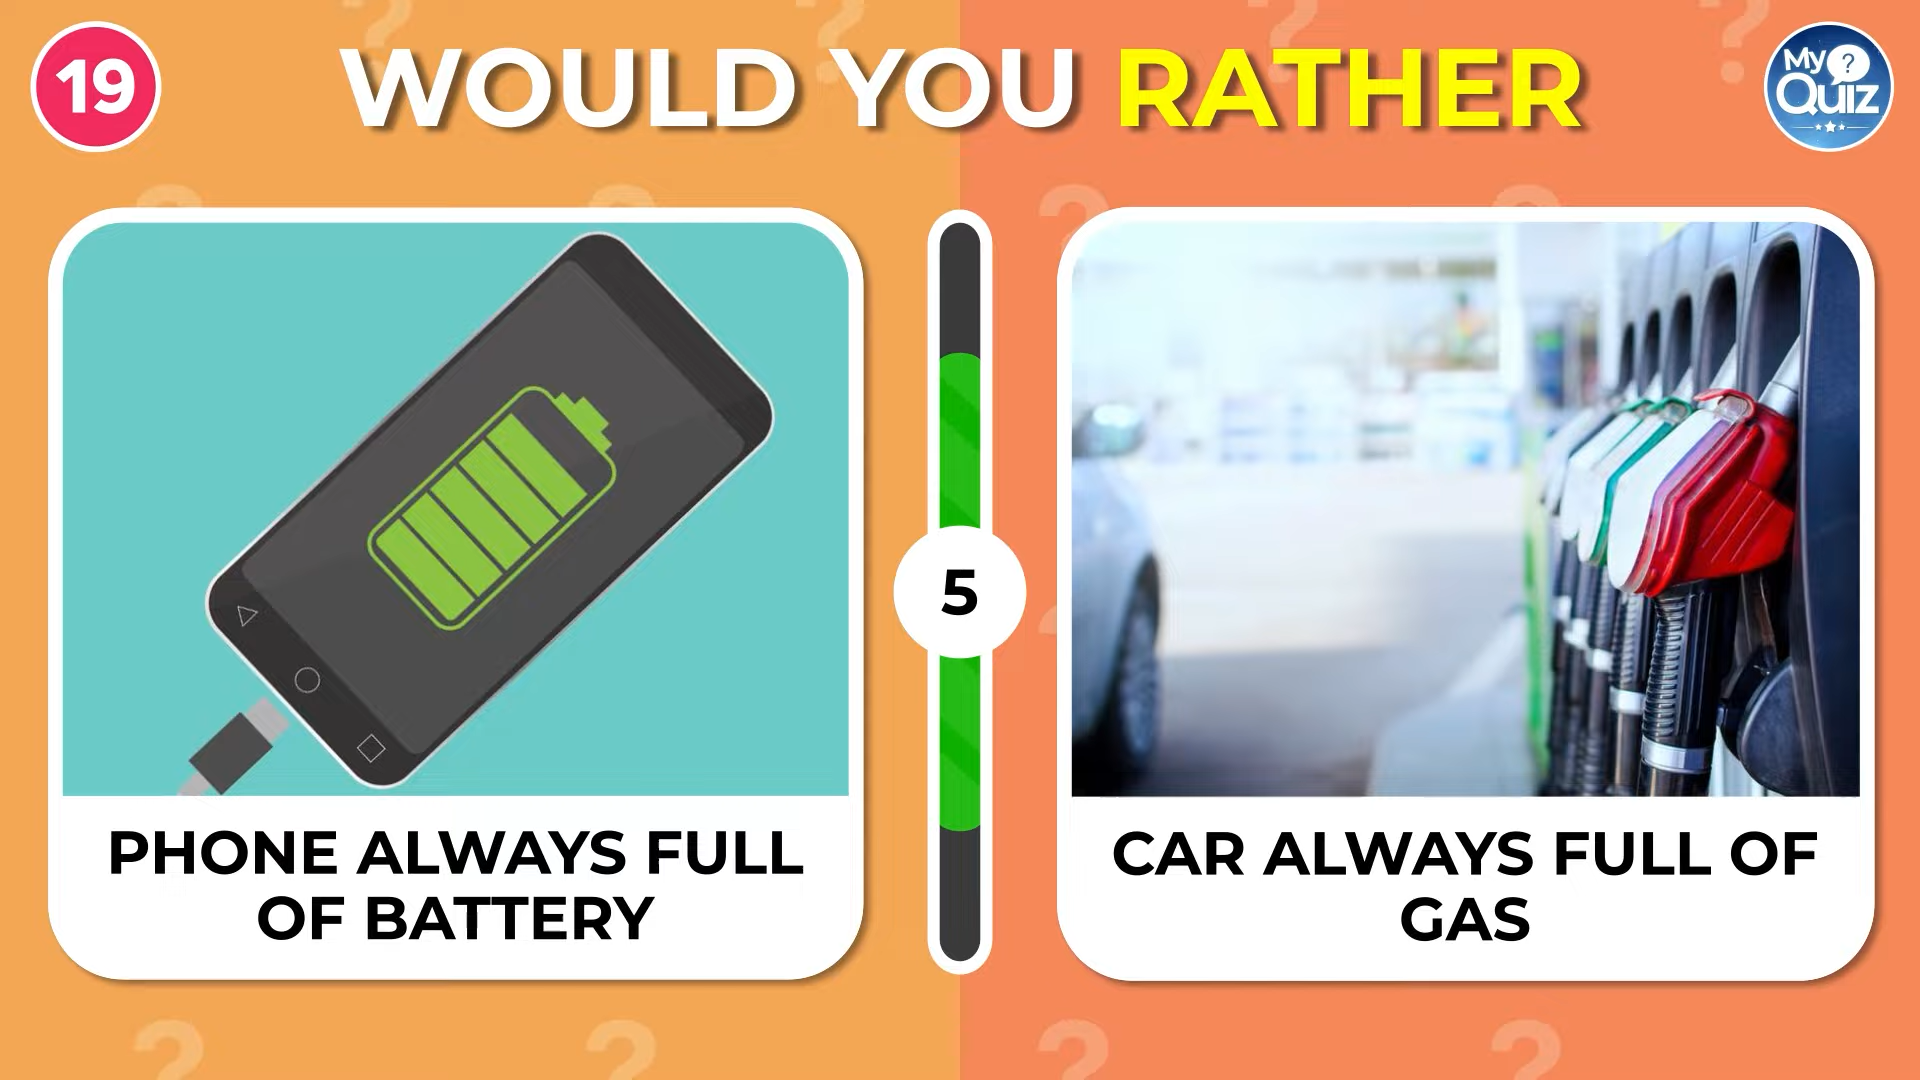 19
WOULD YOU RATHER
My ?
Quiz
5
PHONE ALWAYS FULL
OF BATTERY
CAR ALWAYS FULL OF
GAS